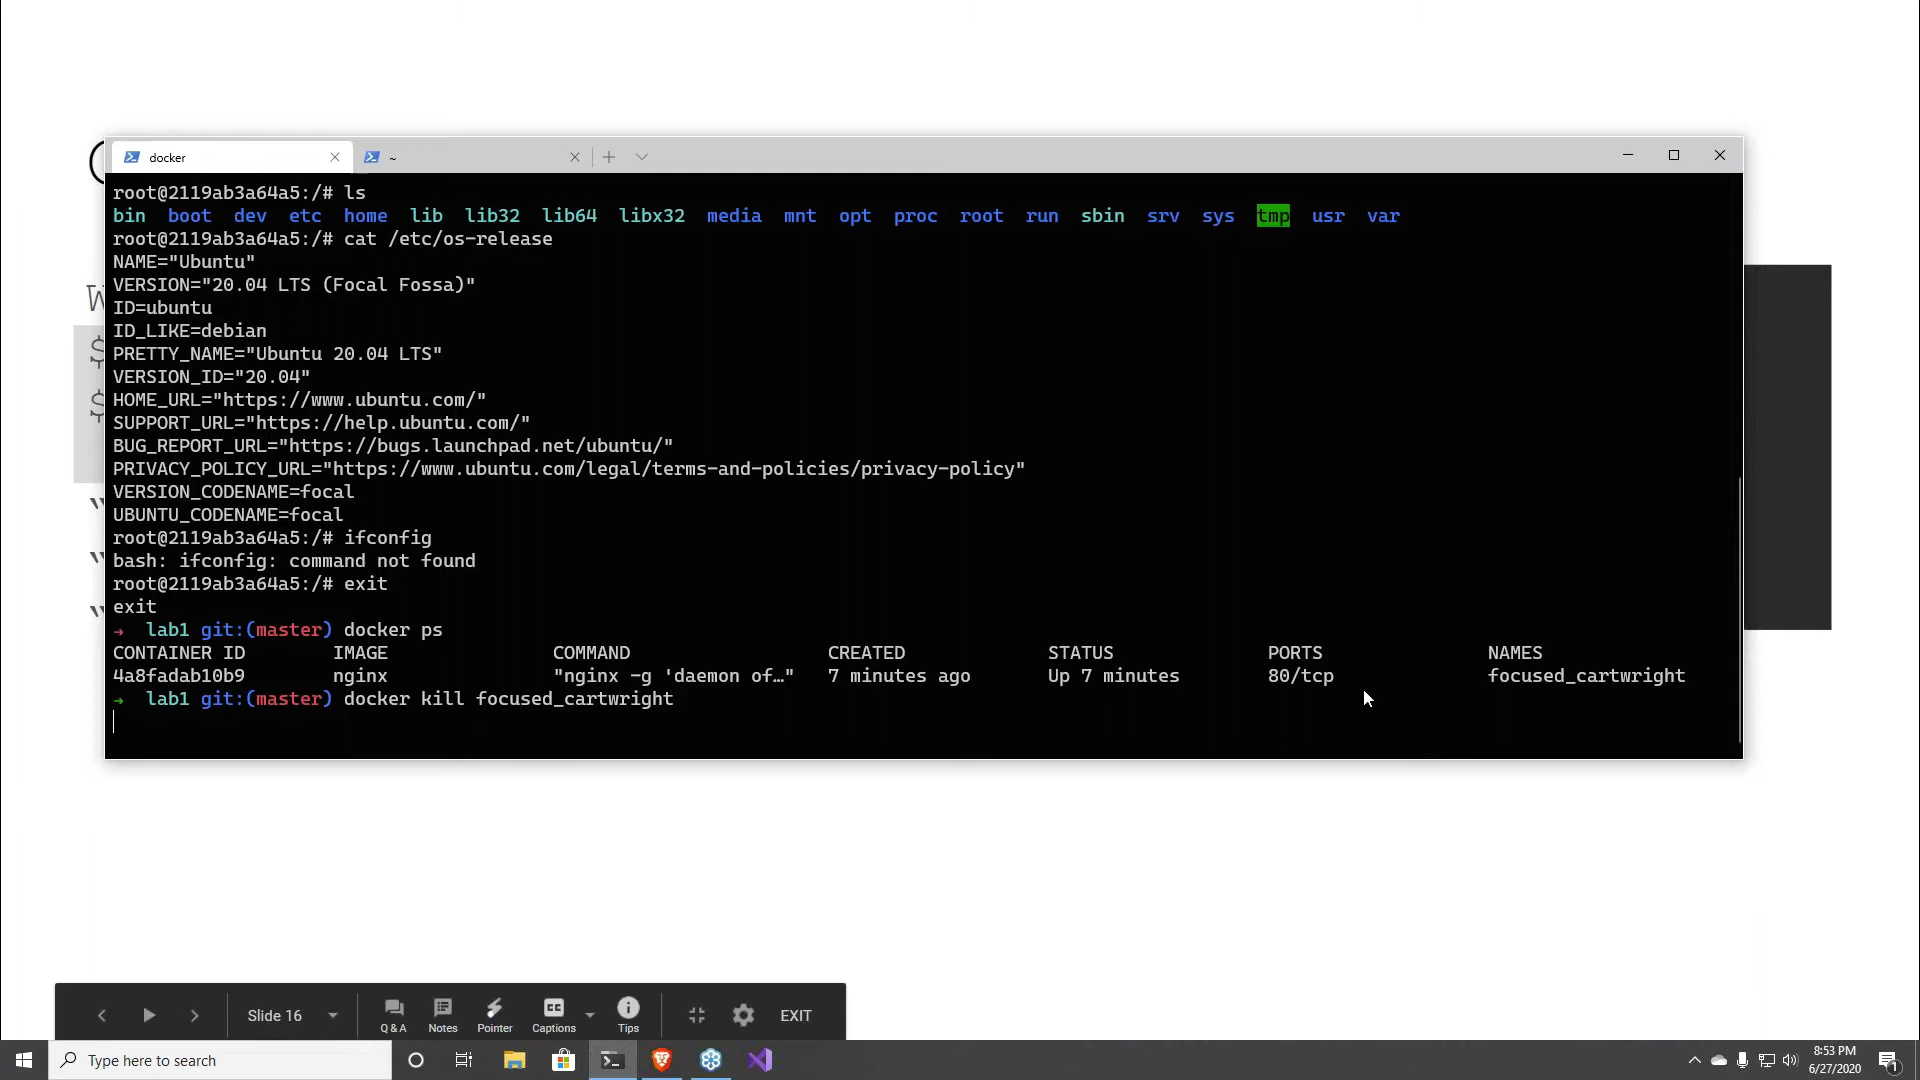 docker
~
root@2119ab3a64a5:/# ls
bin boot dev etc home lib lib32 lib64 libx32 media mnt opt proc root run sbin srv sys tmp usr var
root@2119ab3a64a5:/# cat /etc/os-release
NAME="Ubuntu"
VERSION="20.04 LTS (Focal Fossa)"
ID=ubuntu
ID_LIKE=debian
PRETTY_NAME="Ubuntu 20.04 LTS"
VERSION_ID="20.04"
HOME_URL="https://www.ubuntu.com/"
SUPPORT_URL="https://help.ubuntu.com/"
BUG_REPORT_URL="https://bugs.launchpad.net/ubuntu/"
PRIVACY_POLICY_URL="https://www.ubuntu.com/legal/terms-and-policies/privacy-policy"
VERSION_CODENAME=focal
UBUNTU_CODENAME=focal
root@2119ab3a64a5:/# ifconfig
bash: ifconfig: command not found
root@2119ab3a64a5:/# exit
exit
→ lab1 git:(master) docker ps
CONTAINER ID IMAGE COMMAND CREATED STATUS PORTS NAMES
4a8fadab10b9 nginx "nginx -g 'daemon of…" 7 minutes ago Up 7 minutes 80/tcp focused_cartwright
→ lab1 git:(master) docker kill focused_cartwright
$
$
Slide 16
Q & A
Notes
Pointer
CC
Captions
Tips
EXIT
Type here to search
8:53 PM
6/27/2020
1